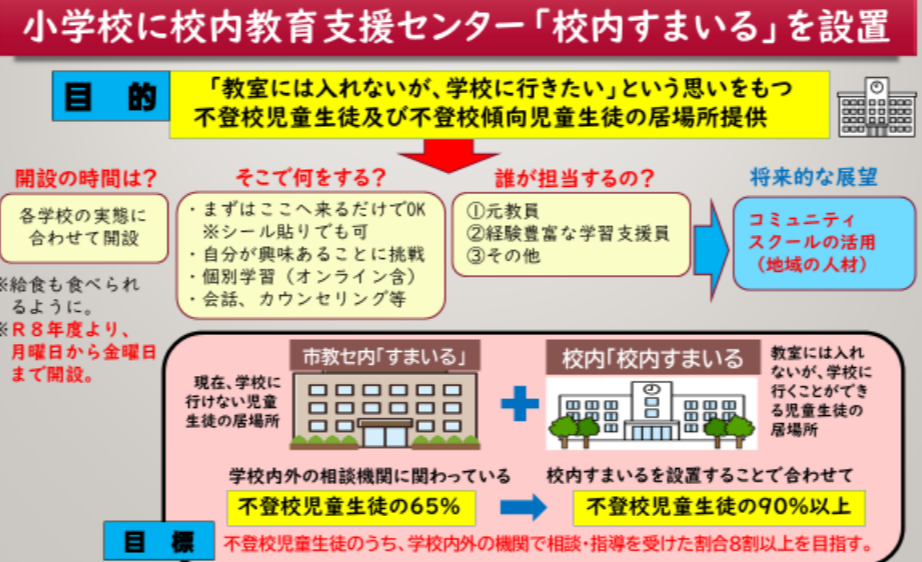 小学校に校内教育支援センター「校内すまいる」を設置
目 的
「教室には入れないが、学校に行きたい」という思いをもつ
不登校児童生徒及び不登校傾向児童生徒の居場所提供
開設の時間は?
各学校の実態に
合わせて開設
※給食も食べられ
るように。
※R8年度より、
月曜日から金曜日
まで開設。
そこで何をする?
・まずはここへ来るだけでOK
※シール貼りでも可
・自分が興味あることに挑戦
・個別学習(オンライン含)
・会話、カウンセリング等
誰が担当するの?
①元教員
②経験豊富な学習支援員
③その他
将来的な展望
コミュニティ
スクールの活用
(地域の人材)
市教セ内「すまいる」
現在、学校に
行けない児童
生徒の居場所
校内「校内すまいる
教室には入れ
ないが、学校に
行くことができ
る児童生徒の
居場所
学校内外の相談機関に関わっている
不登校児童生徒の65%
校内すまいるを設置することで合わせて
不登校児童生徒の90%以上
目 標
不登校児童生徒のうち、学校内外の機関で相談・指導を受けた割合8割以上を目指す。